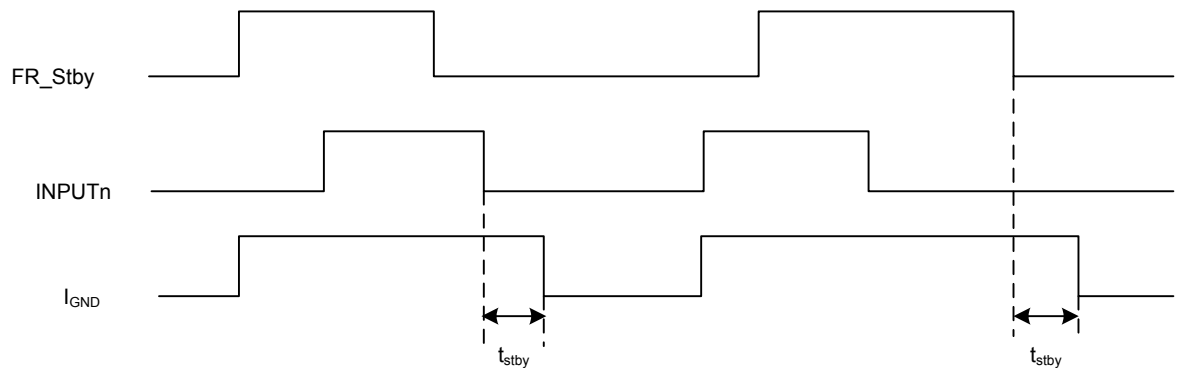 FR_Stby
INPUTn
IGND
tstby
tstby